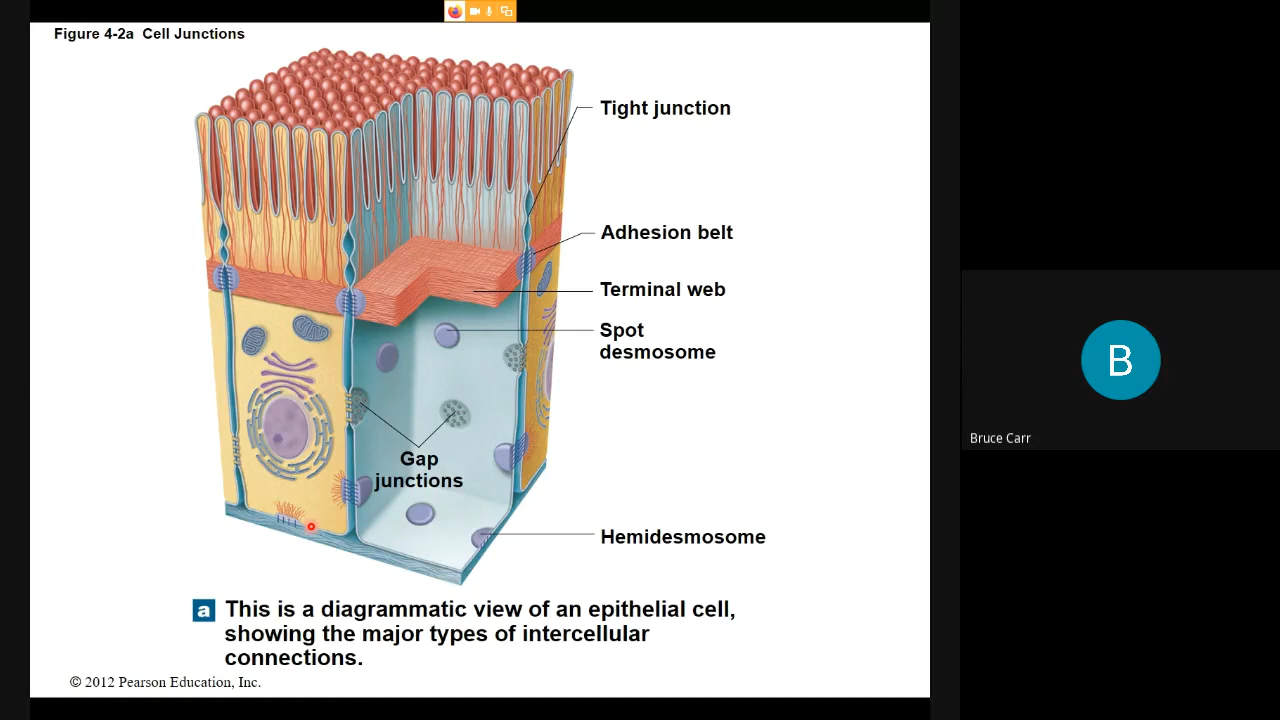 Figure 4-2a Cell Junctions
Tight junction
Adhesion belt
Terminal web
Spot
desmosome
Gap
junctions
Hemidesmosome
a This is a diagrammatic view of an epithelial cell,
showing the major types of intercellular
connections.
© 2012 Pearson Education, Inc.
B
Bruce Carr